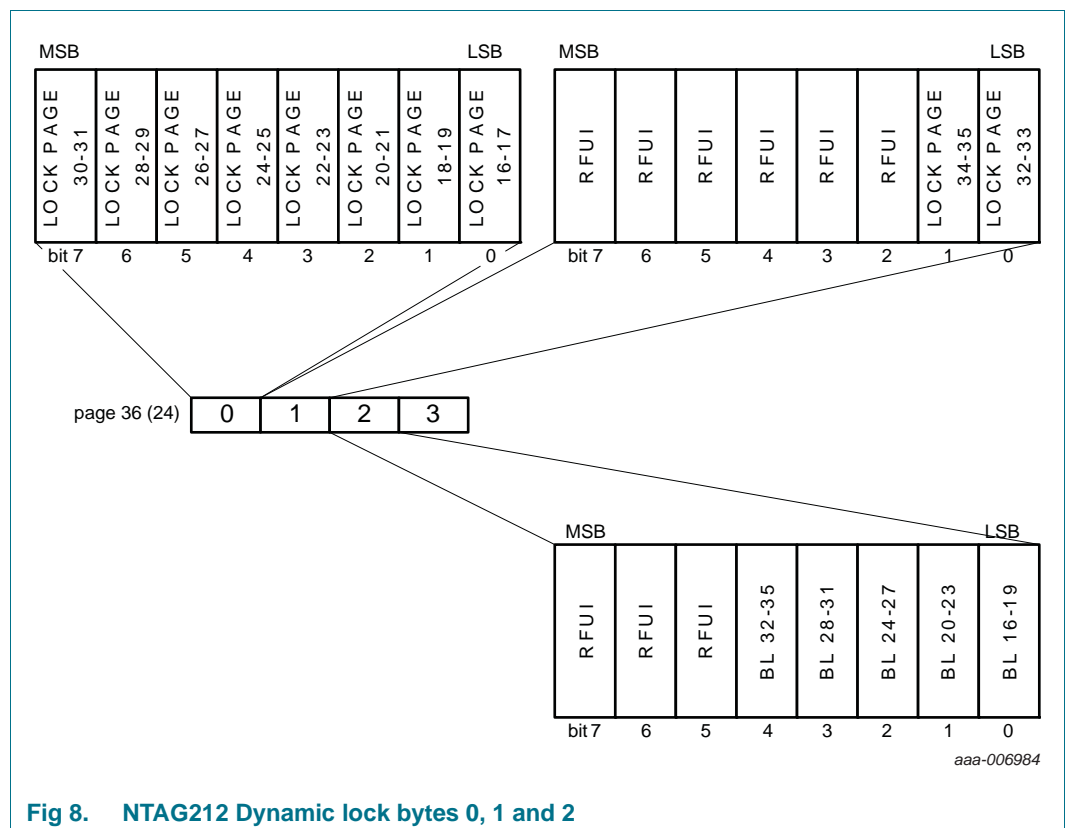 MSB LSB
LOCK PAGE 30-31
LOCK PAGE 28-29
LOCK PAGE 26-27
LOCK PAGE 24-25
LOCK PAGE 22-23
LOCK PAGE 20-21
LOCK PAGE 18-19
LOCK PAGE 16-17
bit 7 6 5 4 3 2 1 0
MSB LSB
RFUI
RFUI
RFUI
RFUI
RFUI
RFUI
LOCK PAGE 34-35
LOCK PAGE 32-33
bit 7 6 5 4 3 2 1 0
page 36 (24) 0 1 2 3
MSB LSB
RFUI
RFUI
RFUI
BL 32-35
BL 28-31
BL 24-27
BL 20-23
BL 16-19
bit 7 6 5 4 3 2 1 0
aaa-006984
Fig 8. NTAG212 Dynamic lock bytes 0, 1 and 2